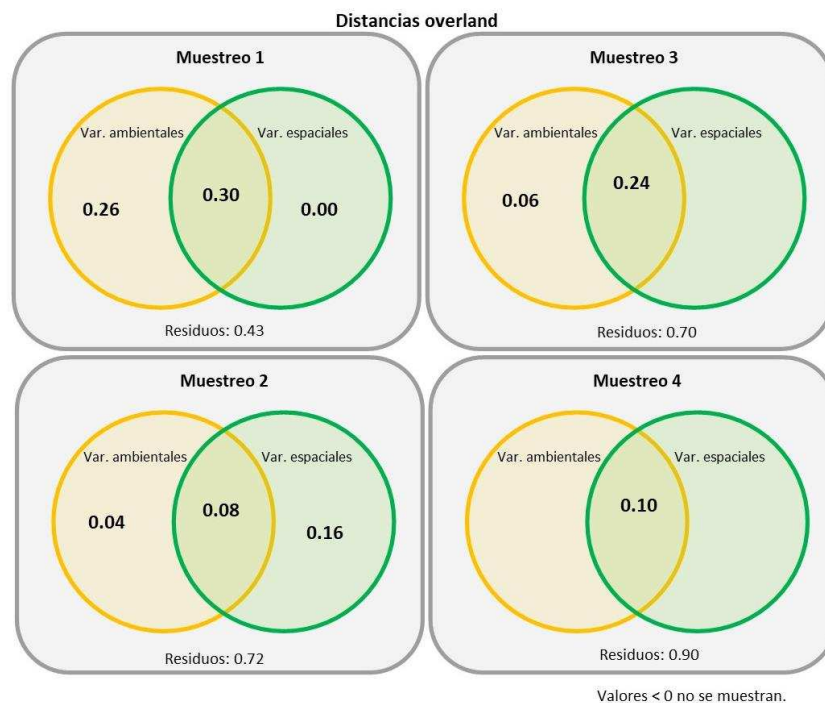 Distancias overland
Muestreo 1
Var. ambientales
Var. espaciales
0.26
0.30
0.00
Residuos: 0.43
Muestreo 3
Var. ambientales
Var. espaciales
0.06
0.24
Residuos: 0.70
Muestreo 2
Var. ambientales
Var. espaciales
0.04
0.08
0.16
Residuos: 0.72
Muestreo 4
Var. ambientales
Var. espaciales
0.10
Residuos: 0.90
Valores < 0 no se muestran.